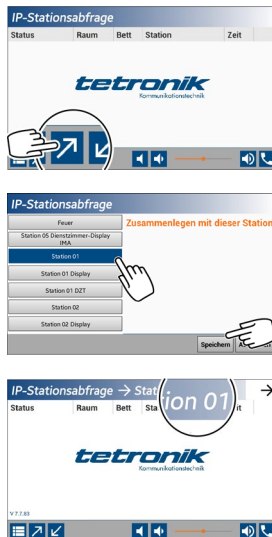 IP-Stationsabfrage
Status Raum Bett Station Zeit
tetronik
Kommunikationstechnik
IP-Stationsabfrage
Feuer
Zusammenlegen mit dieser Station
Station 05 Dienstzimmer-Display
IMA
Station 01
Station 01 Display
Station 01 DZT
Station 02
Station 02 Display
Speichern
IP-Stationsabfrage → Stat
ion 01
→
Status Raum Bett Sta it
tetronik
Kommunikationstechnik
V 7.7.83